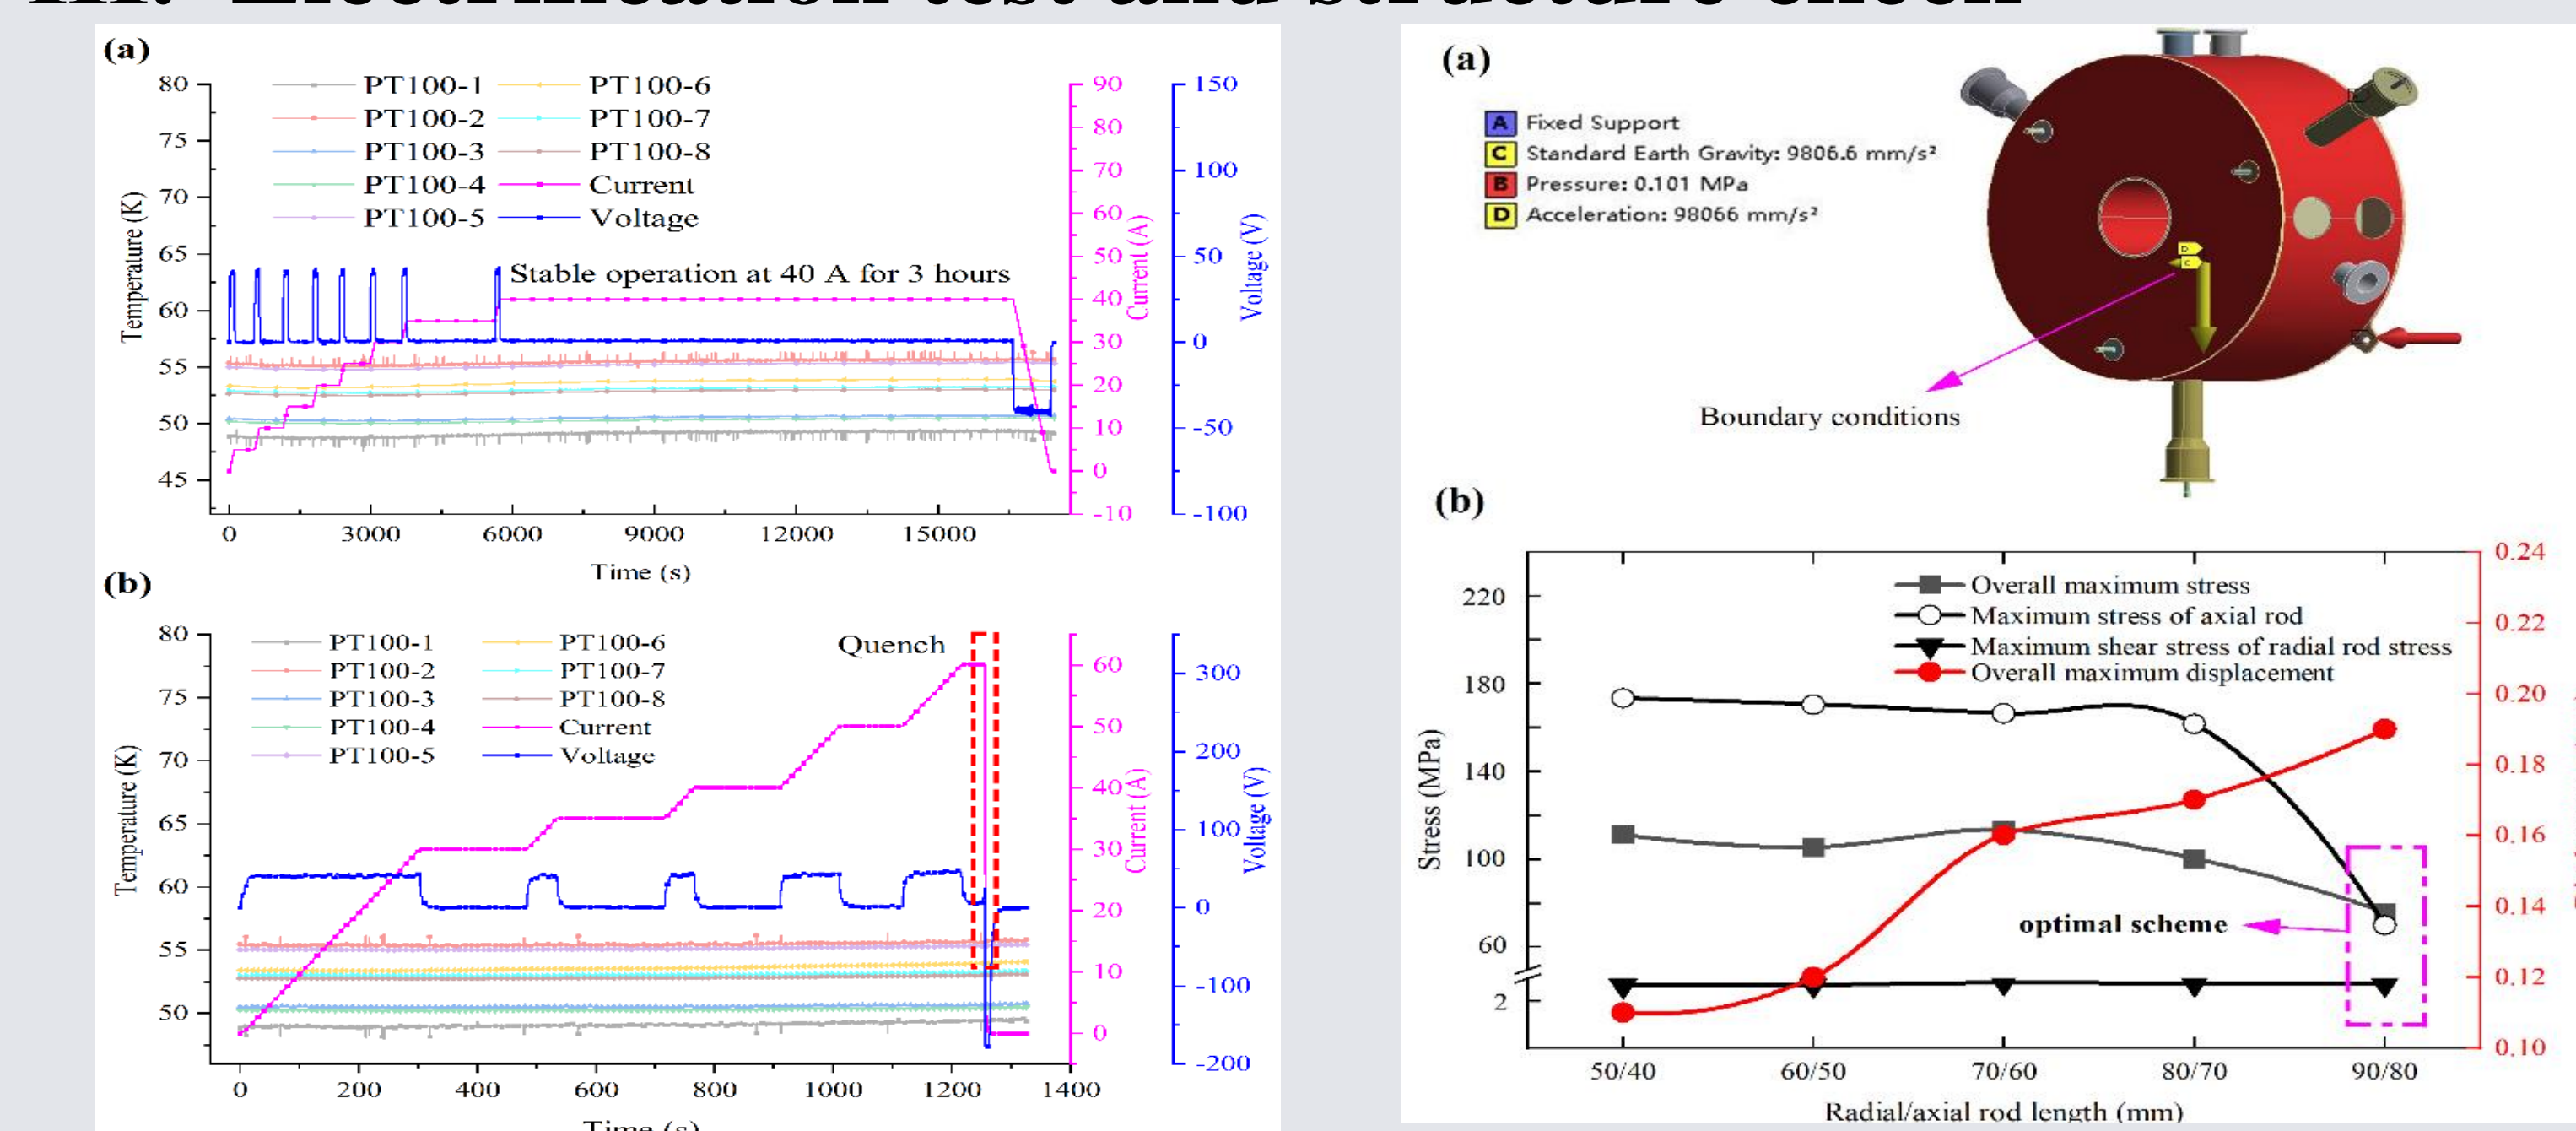 III. Electrification test and structure check
(a)
80
75
70
65
60
55
50
45
Temperature (K)
PT100-1
PT100-2
PT100-3
PT100-4
PT100-5
PT100-6
PT100-7
PT100-8
Current
Voltage
Stable operation at 40 A for 3 hours
90
80
70
60
50
40
30
20
10
0
-10
Current (A)
150
100
50
0
-50
-100
Voltage (V)
0 3000 6000 9000 12000 15000
Time (s)
(b)
80
75
70
65
60
55
50
Temperature (K)
PT100-1
PT100-2
PT100-3
PT100-4
PT100-5
PT100-6
PT100-7
PT100-8
Current
Voltage
Quench
60
50
40
30
20
10
0
Current (A)
300
200
100
0
-100
-200
Voltage (V)
0 200 400 600 800 1000 1200 1400
Time (s)
(a)
A Fixed Support
C Standard Earth Gravity: 9806.6 mm/s²
B Pressure: 0.101 MPa
D Acceleration: 98066 mm/s²
D
C
Boundary conditions
(b)
220
180
140
100
60
2
Stress (MPa)
Overall maximum stress
Maximum stress of axial rod
Maximum shear stress of radial rod stress
Overall maximum displacement
optimal scheme
0.24
0.22
0.20
0.18
0.16
0.14
0.12
0.10
50/40 60/50 70/60 80/70 90/80
Radial/axial rod length (mm)